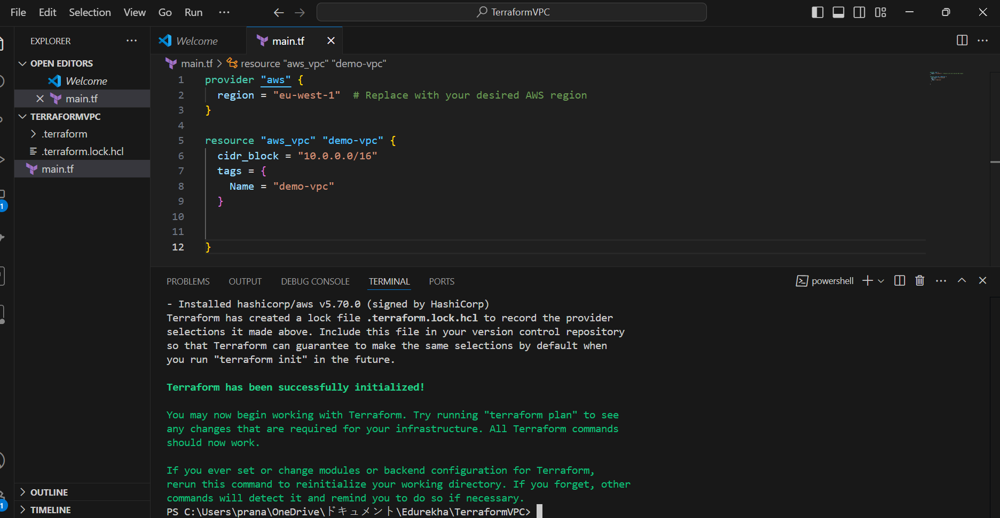 File Edit Selection View Go Run ···
TerraformVPC
EXPLORER
OPEN EDITORS
Welcome
main.tf
TERRAFORMVPC
.terraform
.terraform.lock.hcl
main.tf
OUTLINE
TIMELINE
1
1
Welcome
main.tf
main.tf > resource "aws_vpc" "demo-vpc"
1 provider "aws" {
2 region = "eu-west-1" # Replace with your desired AWS region
3 }
4
5 resource "aws_vpc" "demo-vpc" {
6 cidr_block = "10.0.0.0/16"
7 tags = {
8 Name = "demo-vpc"
9 }
10
11
12 }
PROBLEMS OUTPUT DEBUG CONSOLE TERMINAL PORTS
powershell
- Installed hashicorp/aws v5.70.0 (signed by HashiCorp)
Terraform has created a lock file .terraform.lock.hcl to record the provider
selections it made above. Include this file in your version control repository
so that Terraform can guarantee to make the same selections by default when
you run "terraform init" in the future.
Terraform has been successfully initialized!
You may now begin working with Terraform. Try running "terraform plan" to see
any changes that are required for your infrastructure. All Terraform commands
should now work.
If you ever set or change modules or backend configuration for Terraform,
rerun this command to reinitialize your working directory. If you forget, other
commands will detect it and remind you to do so if necessary.
PS C:\Users\prana\OneDrive\ドキュメント\Edurekha\TerraformVPC>